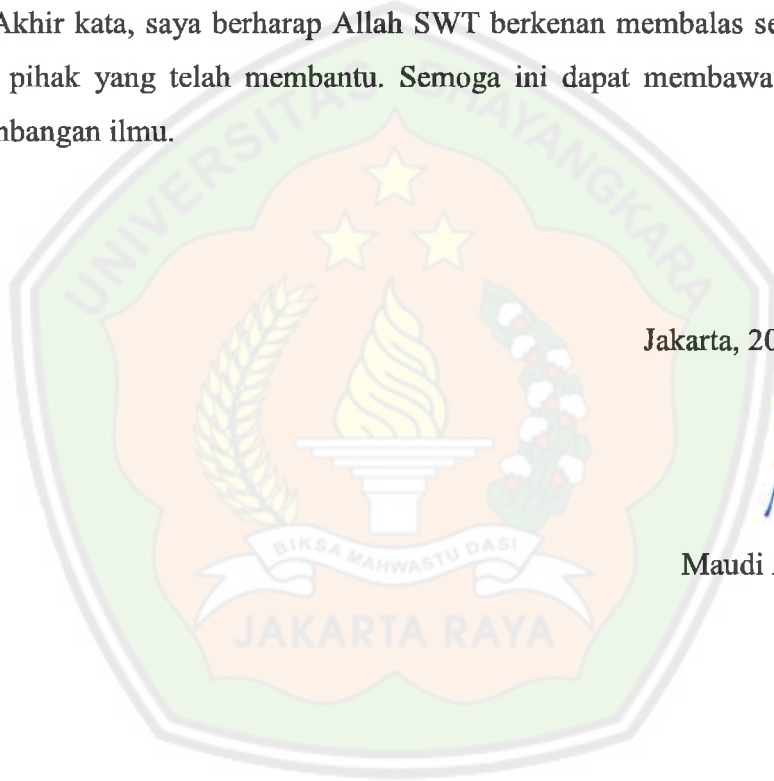 Akhir kata, saya berharap Allah SWT berkenan membalas se
pihak yang telah membantu. Semoga ini dapat membawa
mbangan ilmu.
UNIVERSITAS BHAYANGKARA
Jakarta, 20
BIKSA MAHWASTU DASI
Maudi
JAKARTA RAYA